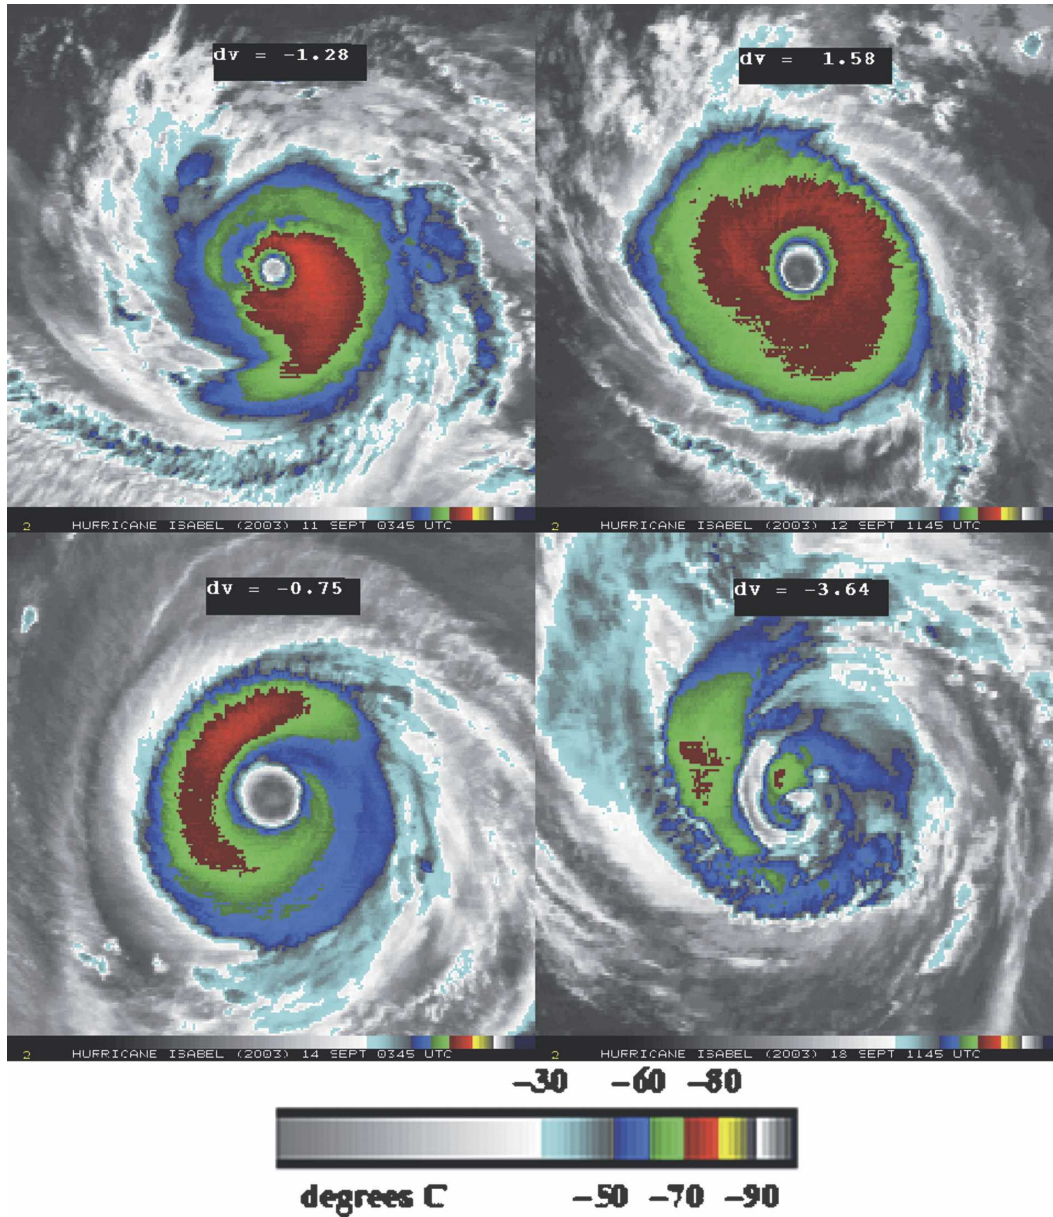 dv = -1.28
dv = 1.58
2 HURRICANE ISABEL (2003) 11 SEPT 0345 UTC
2 HURRICANE ISABEL (2003) 12 SEPT 1145 UTC
dv = -0.75
dv = -3.64
2 HURRICANE ISABEL (2003) 14 SEPT 0345 UTC
2 HURRICANE ISABEL (2003) 18 SEPT 1145 UTC
-30 -60 -80
degrees C -50 -70 -90